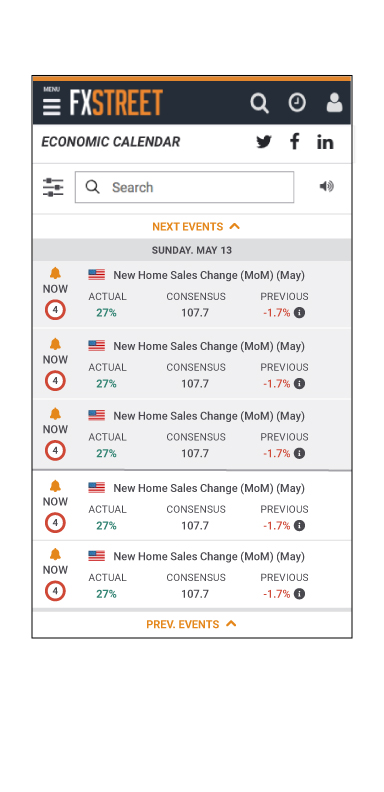 MENU
FXSTREET
ECONOMIC CALENDAR
Search
NEXT EVENTS
SUNDAY. MAY 13
New Home Sales Change (MoM) (May)
NOW
ACTUAL CONSENSUS PREVIOUS
4
27% 107.7 -1.7%
New Home Sales Change (MoM) (May)
NOW
ACTUAL CONSENSUS PREVIOUS
4
27% 107.7 -1.7%
New Home Sales Change (MoM) (May)
NOW
ACTUAL CONSENSUS PREVIOUS
4
27% 107.7 -1.7%
New Home Sales Change (MoM) (May)
NOW
ACTUAL CONSENSUS PREVIOUS
4
27% 107.7 -1.7%
New Home Sales Change (MoM) (May)
NOW
ACTUAL CONSENSUS PREVIOUS
4
27% 107.7 -1.7%
PREV. EVENTS